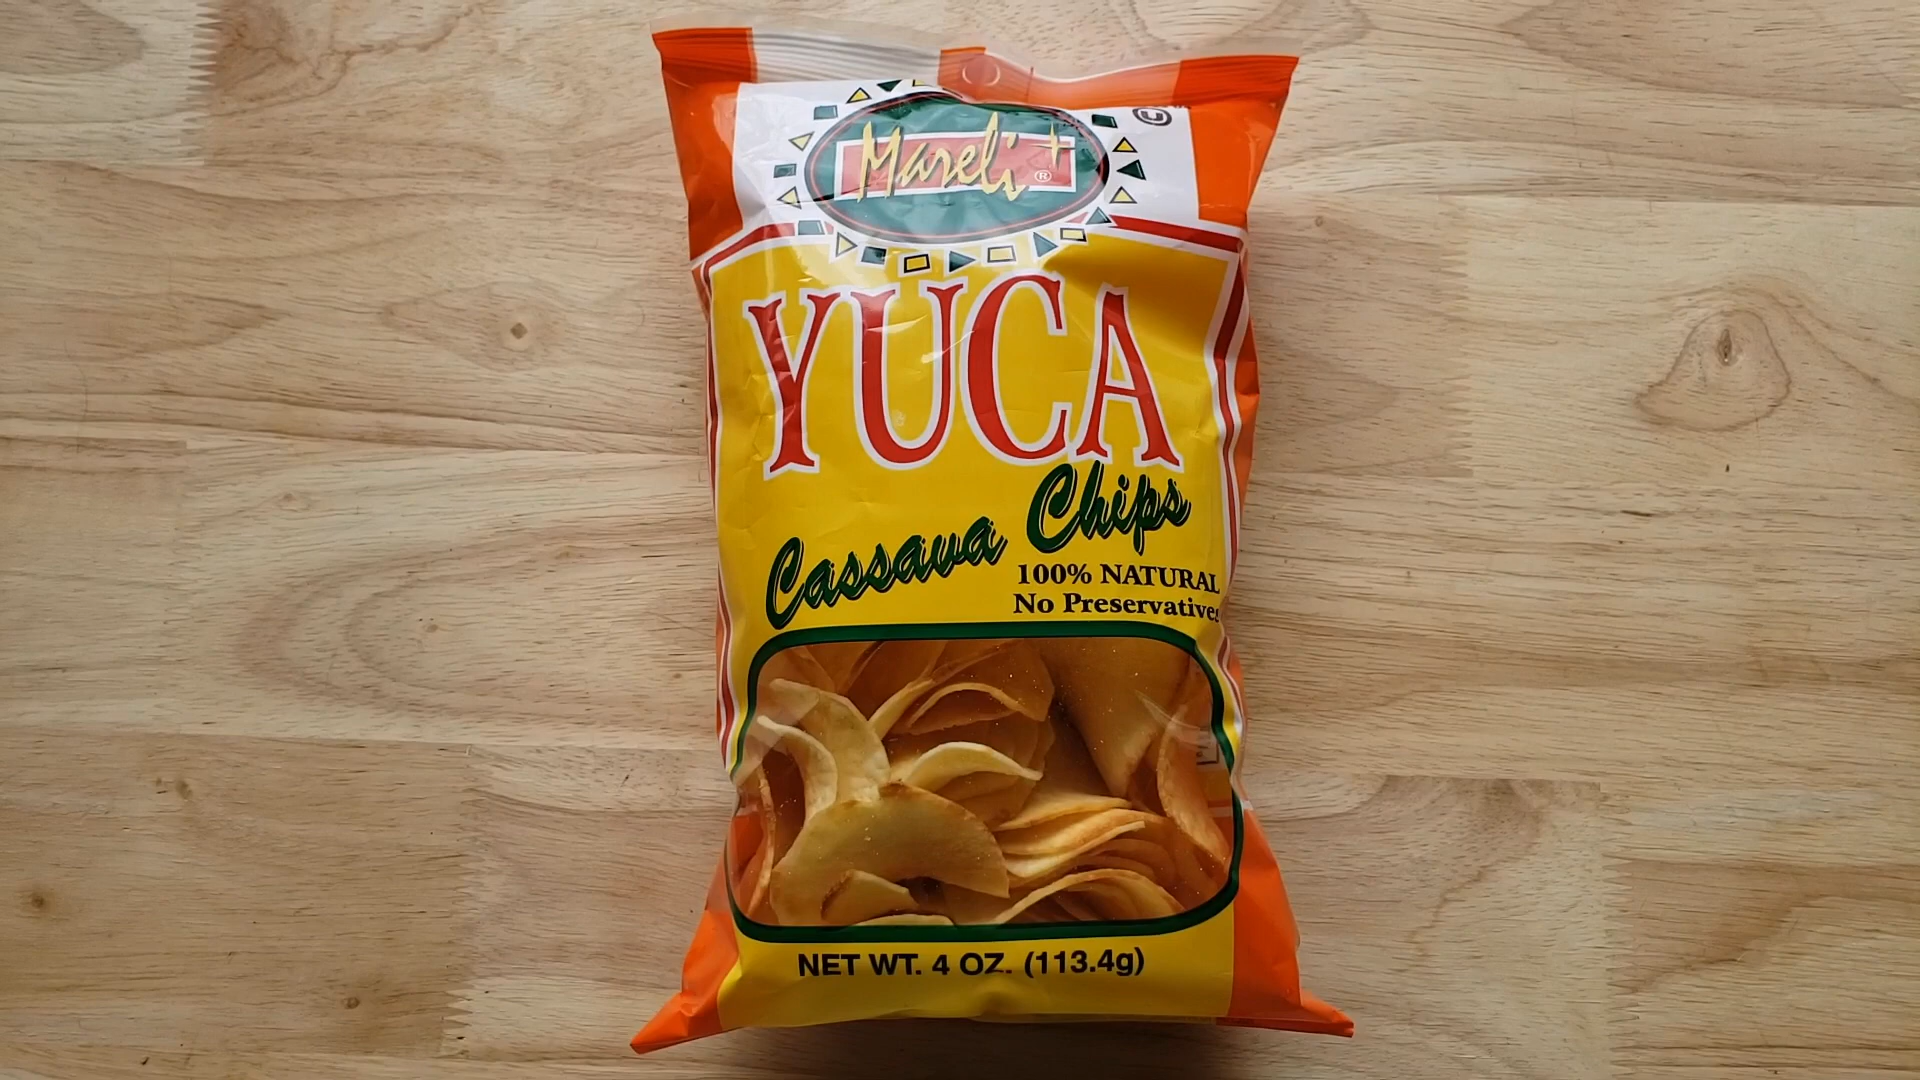 Mareli
®
YUCA
Cassava Chips
100% NATURAL
No Preservatives
NET WT. 4 OZ. (113.4g)